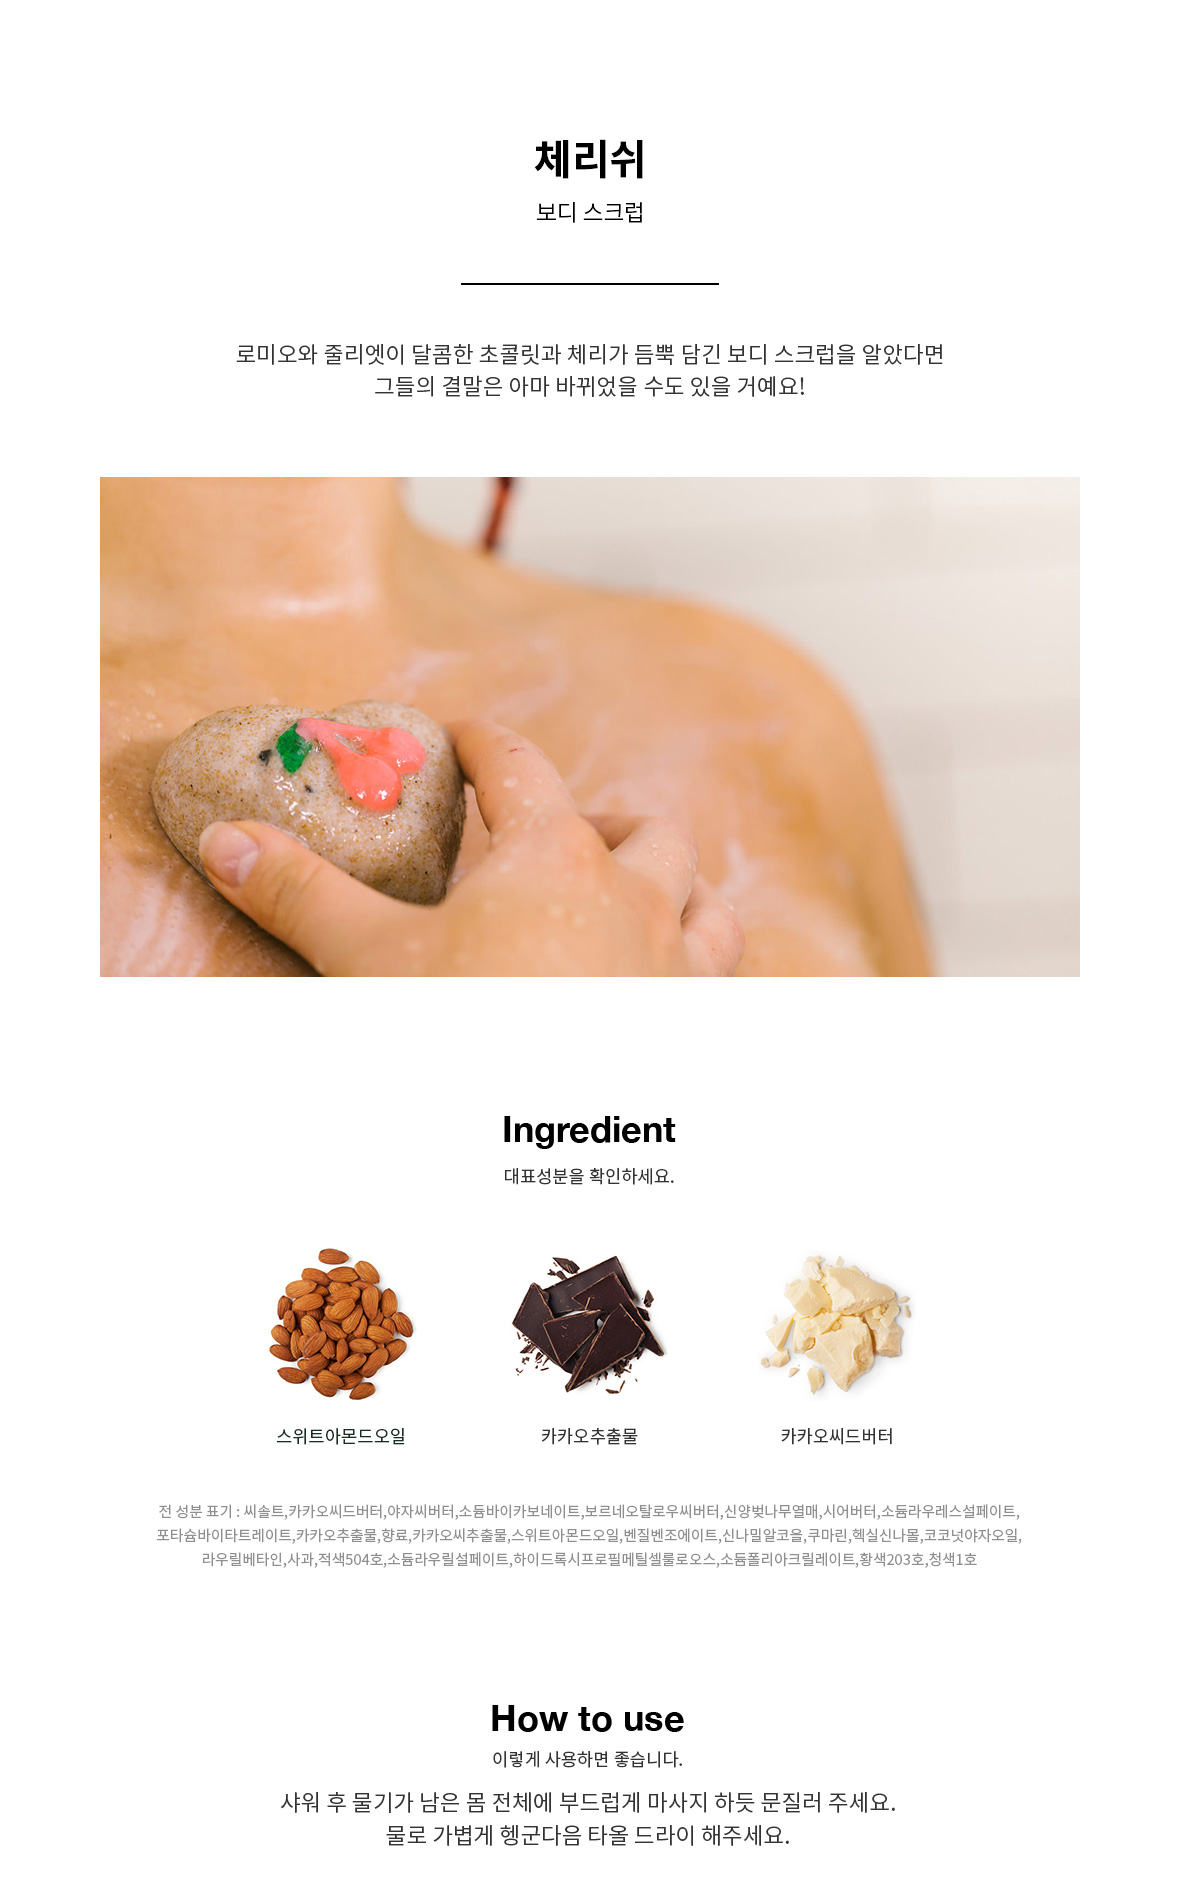 체리쉬
보디 스크럽
로미오와 줄리엣이 달콤한 초콜릿과 체리가 듬뿍 담긴 보디 스크럽을 알았다면
그들의 결말은 아마 바뀌었을 수도 있을 거예요!
Ingredient
대표성분을 확인하세요.
스위트아몬드오일 카카오추출물 카카오씨드버터
전 성분 표기 : 씨솔트,카카오씨드버터,야자씨버터,소듐바이카보네이트,보르네오탈로우씨버터,신양벚나무열매,시어버터,소듐라우레스설페이트,
포타슘바이타트레이트,카카오추출물,향료,카카오씨추출물,스위트아몬드오일,벤질벤조에이트,신나밀알코올,쿠마린,헥실신나몰,코코넛야자오일,
라우릴베타인,사과,적색504호,소듐라우릴설페이트,하이드록시프로필메틸셀룰로오스,소듐폴리아크릴레이트,황색203호,청색1호
How to use
이렇게 사용하면 좋습니다.
샤워 후 물기가 남은 몸 전체에 부드럽게 마사지 하듯 문질러 주세요.
물로 가볍게 헹군다음 타올 드라이 해주세요.